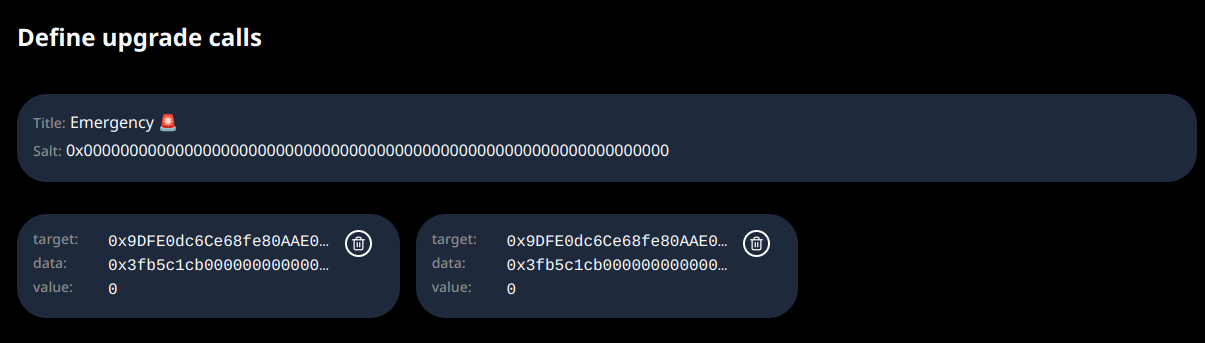 Define upgrade calls
Title: Emergency 🚨
Salt: 0x0000000000000000000000000000000000000000000000000000000000000000
target: 0x9DFE0dc6Ce68fe80AAE0…
data: 0x3fb5c1cb000000000000…
value: 0
target: 0x9DFE0dc6Ce68fe80AAE0…
data: 0x3fb5c1cb000000000000…
value: 0